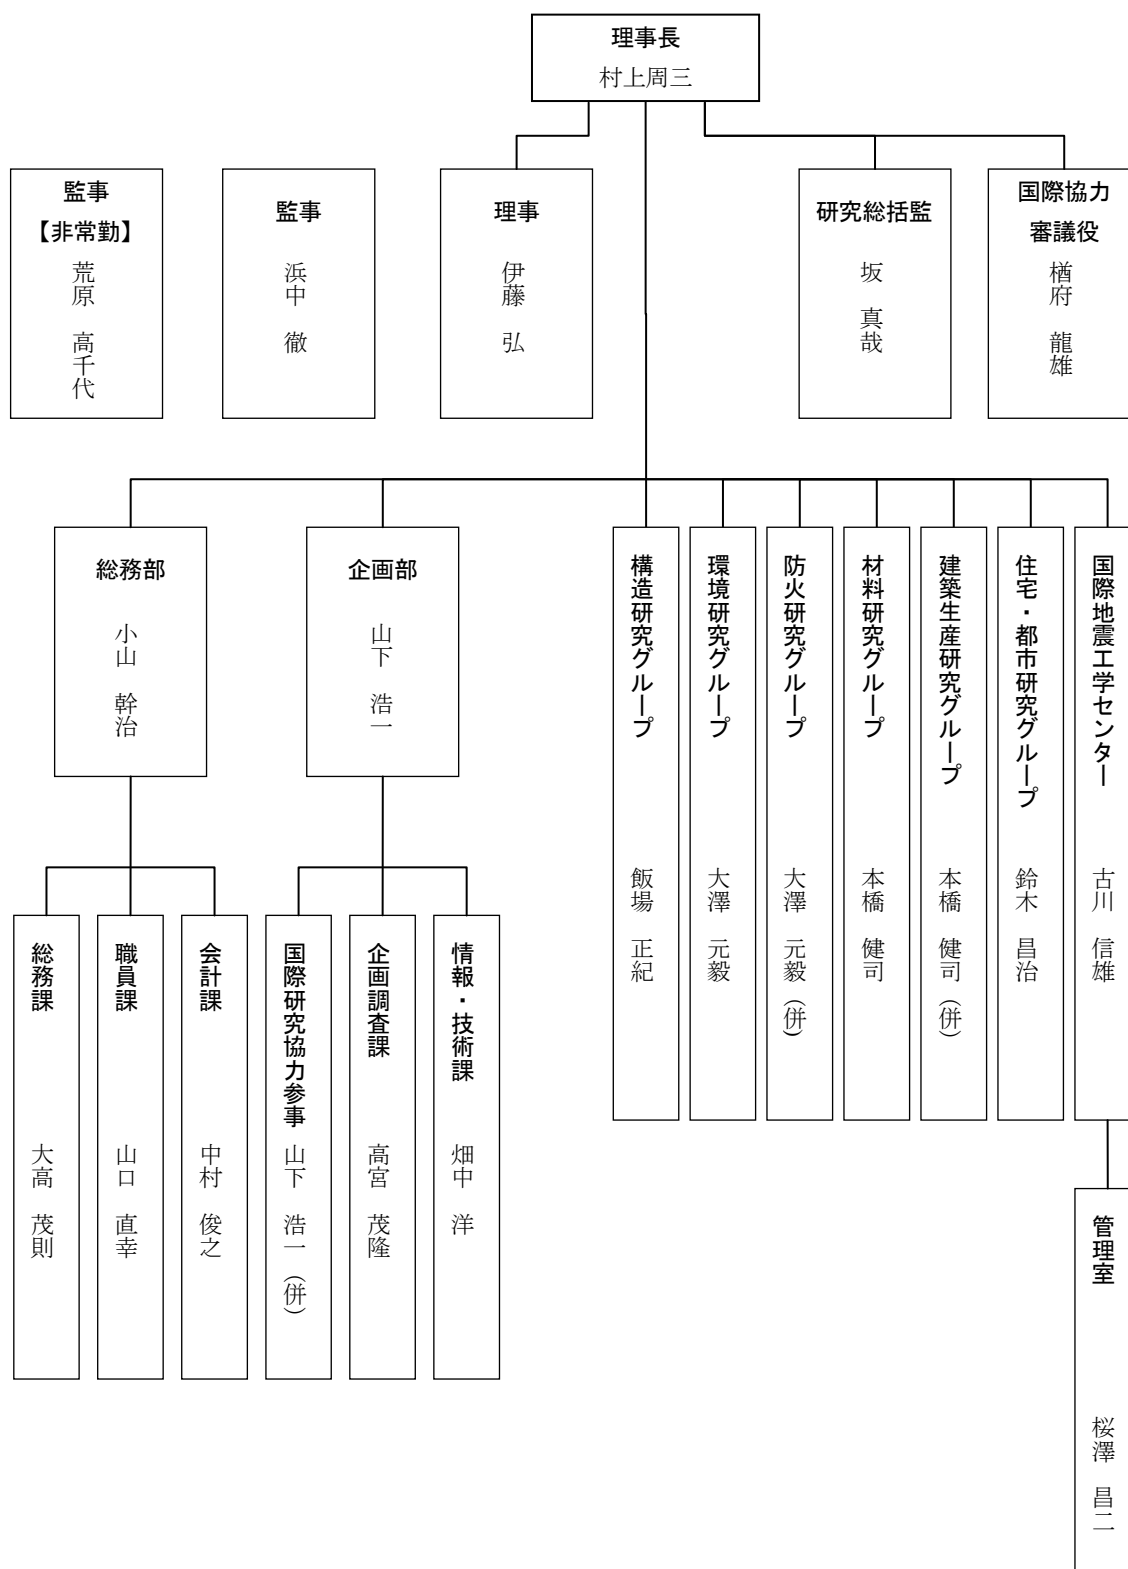 理事長
村上周三
監事
【非常勤】
荒原 高千代
監事
浜中 徹
理事
伊藤 弘
研究総括監
坂 真哉
国際協力
審議役
楢府 龍雄
総務部
小山 幹治
企画部
山下 浩一
構造研究グループ 飯場 正紀
環境研究グループ 大澤 元毅
防火研究グループ 大澤 元毅(併)
材料研究グループ 本橋 健司
建築生産研究グループ 本橋 健司(併)
住宅・都市研究グループ 鈴木 昌治
国際地震工学センター 古川 信雄
総務課 大高 茂則
職員課 山口 直幸
会計課 中村 俊之
国際研究協力参事 山下 浩一(併)
企画調査課 高宮 茂隆
情報・技術課 畑中 洋
管理室 桜澤 昌二